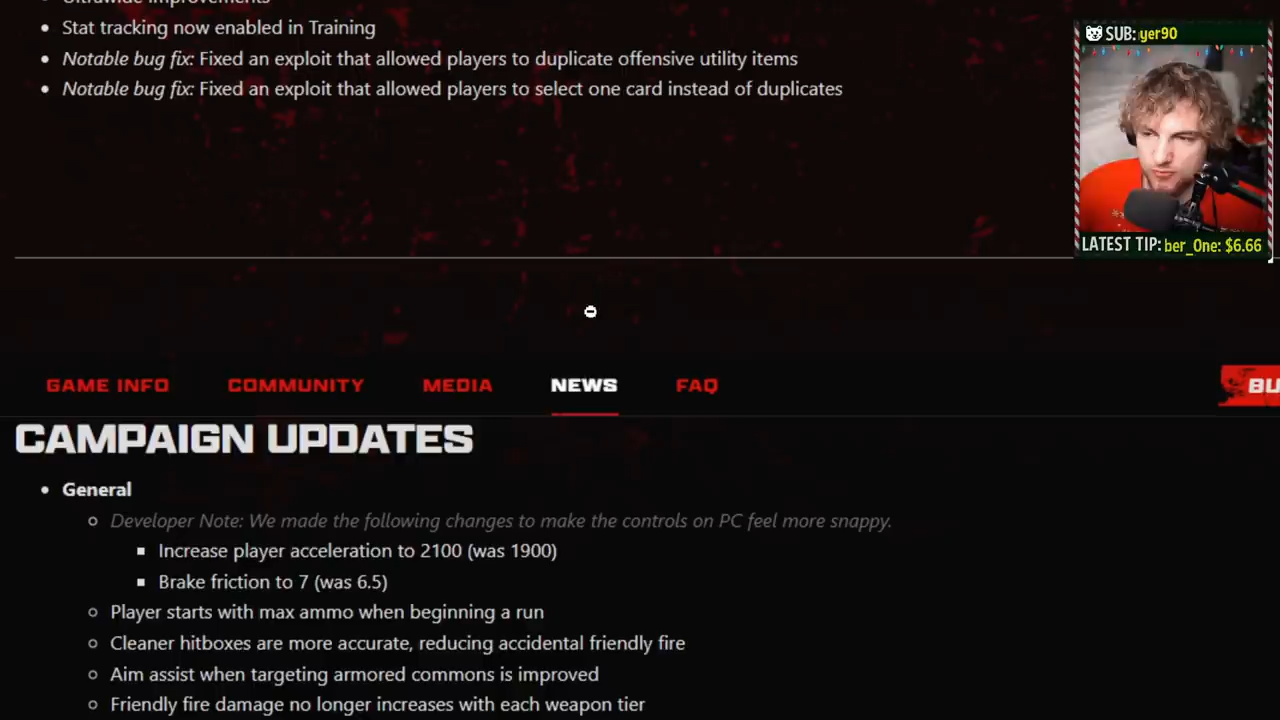 Ultrawide improvements
• Stat tracking now enabled in Training
• Notable bug fix: Fixed an exploit that allowed players to duplicate offensive utility items
• Notable bug fix: Fixed an exploit that allowed players to select one card instead of duplicates
SUB: yer90
LATEST TIP: ber_One: $6.66
GAME INFO COMMUNITY MEDIA NEWS FAQ
CAMPAIGN UPDATES
• General
Developer Note: We made the following changes to make the controls on PC feel more snappy.
Increase player acceleration to 2100 (was 1900)
Brake friction to 7 (was 6.5)
Player starts with max ammo when beginning a run
Cleaner hitboxes are more accurate, reducing accidental friendly fire
Aim assist when targeting armored commons is improved
Friendly fire damage no longer increases with each weapon tier